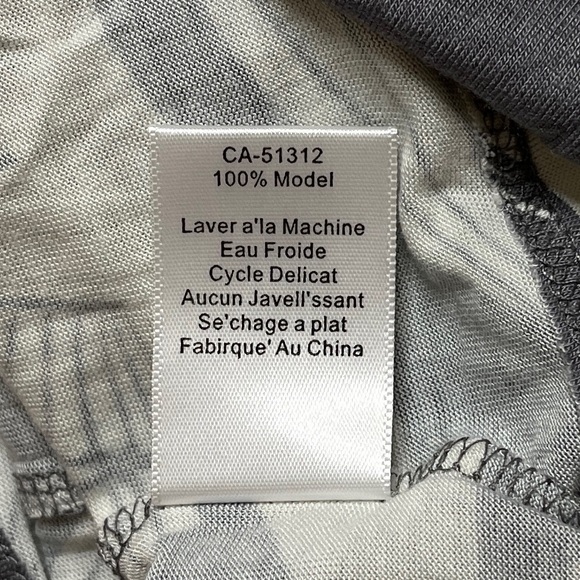 CA-51312
100% Model
Laver a'la Machine
Eau Froide
Cycle Delicat
Aucun Javell'ssant
Se'chage a plat
Fabirque' Au China